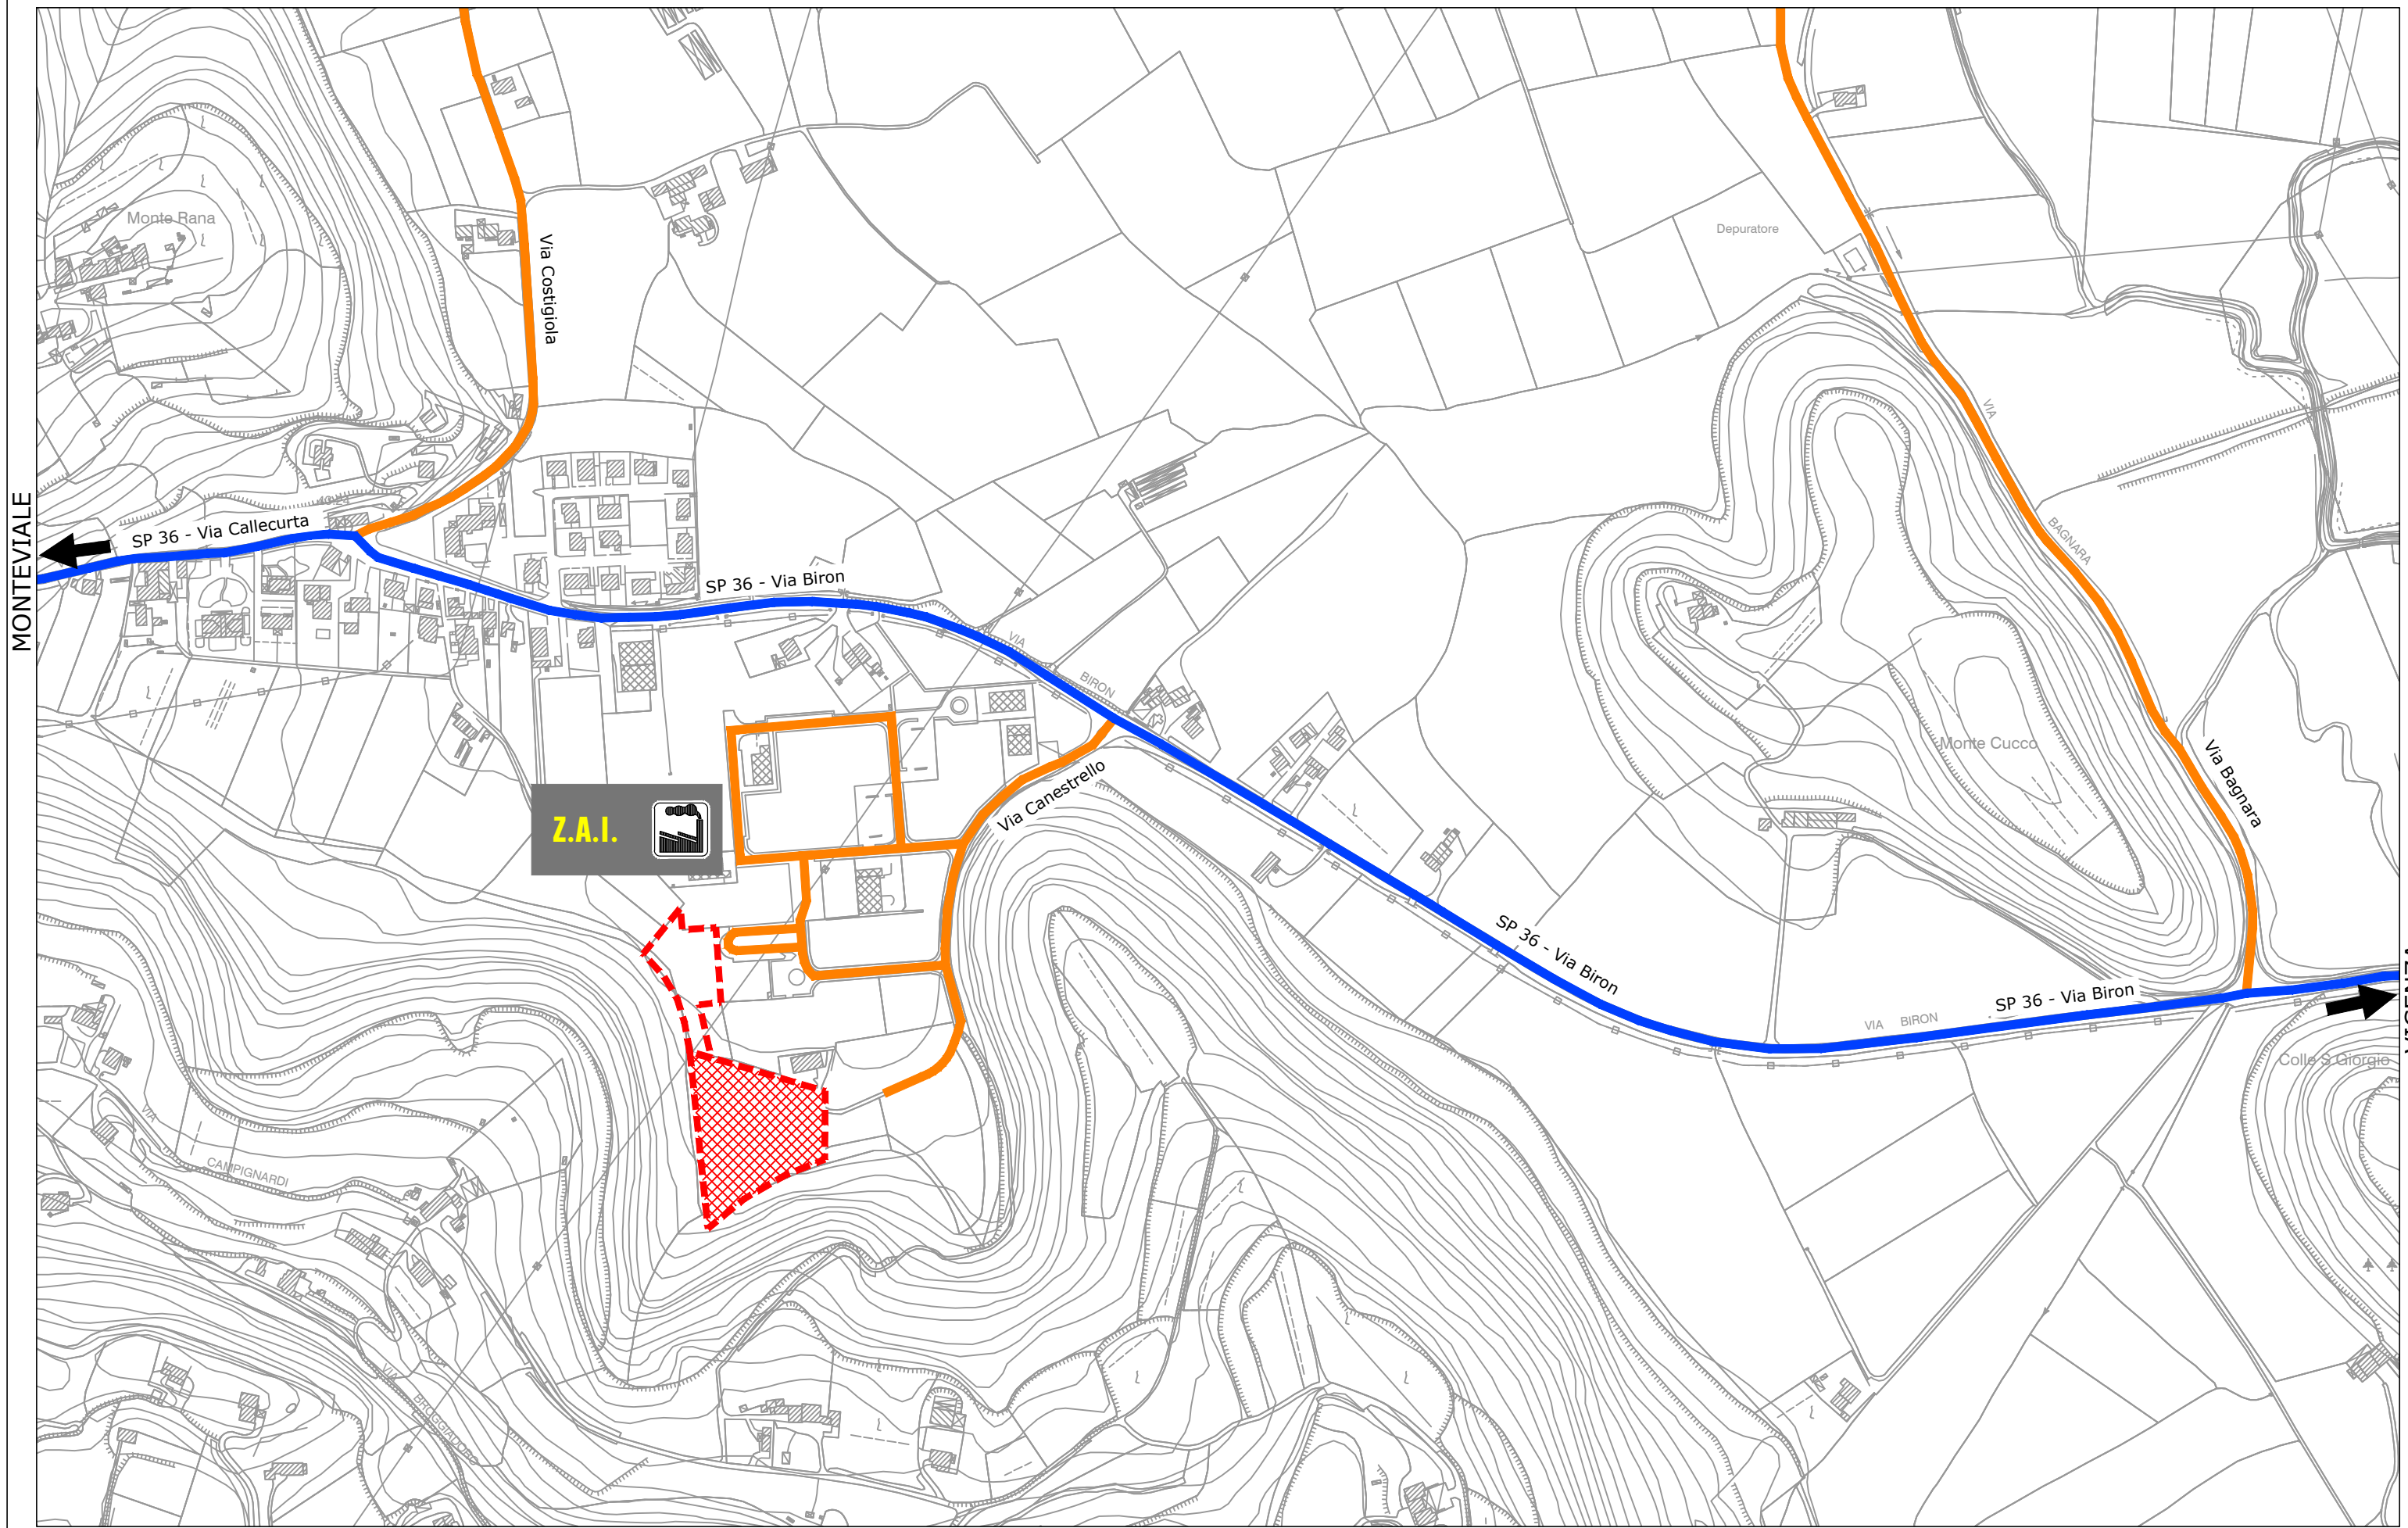 Monte Rana
Depuratore
Via Costigiola
VIA
MONTEVIALE
SP 36 - Via Callecurta
BAGNARA
SP 36 - Via Biron
VIA
BIRON
Monte Cucco
Via Bagnara
Via Canestrello
Z.A.I.
SP 36 - Via Biron
SP 36 - Via Biron
VIA BIRON
Colle S.Giorgio
VIA
CAMPIGNARDI
VIA